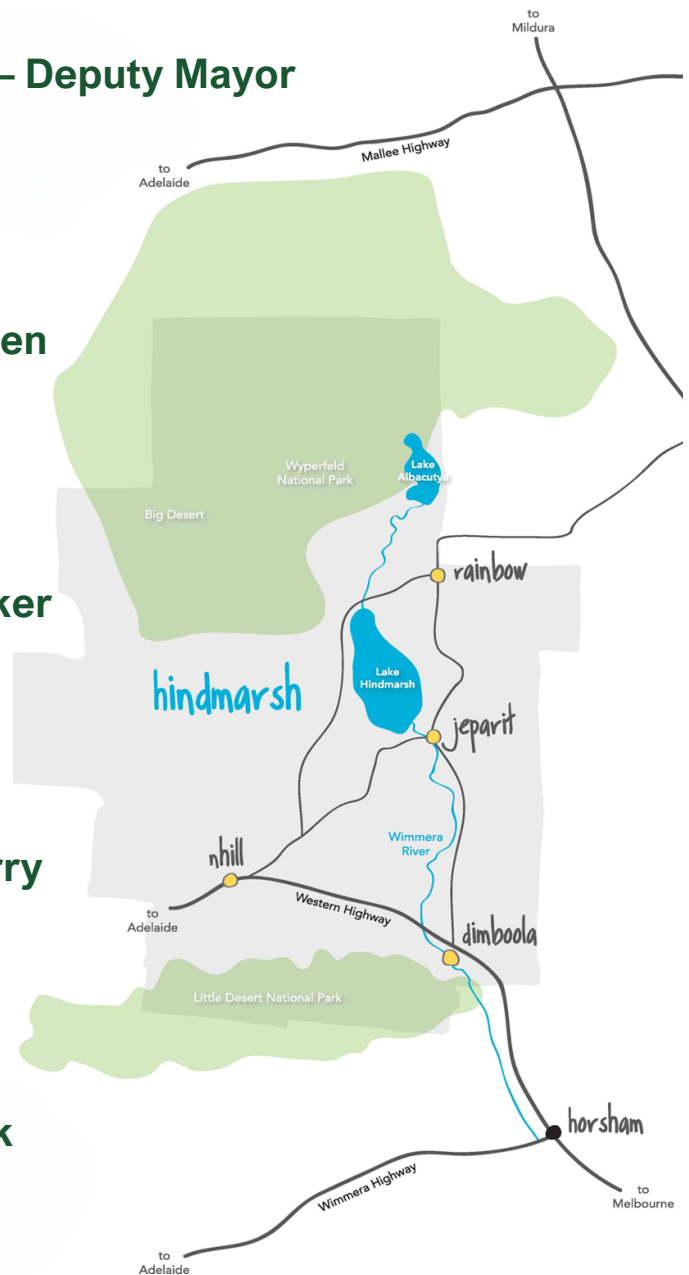 to
Mildura
– Deputy Mayor
Mallee Highway
to
Adelaide
en
Wyperfeld
National Park
Lake
Albacutya
Big Desert
rainbow
ker
hindmarsh
Lake
Hindmarsh
jeparit
Wimmera
River
nhill
rry
Western Highway
to
Adelaide
dimboola
Little Desert National Park
k
horsham
Wimmera Highway
to
Melbourne
to
Adelaide